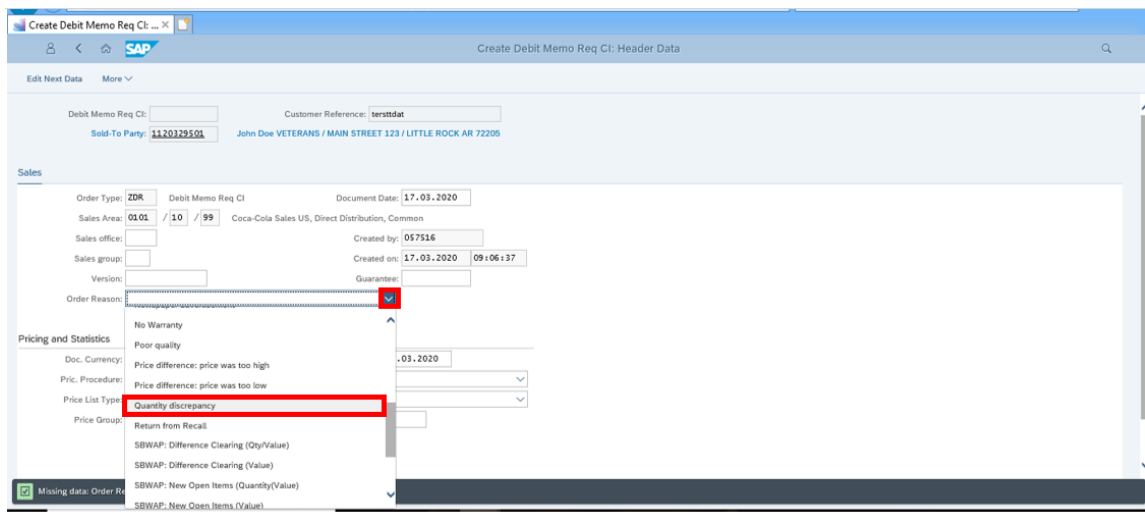 Create Debit Memo Req CI: ... ×
SAP Create Debit Memo Req CI: Header Data
Edit Next Data More
Debit Memo Req CI: Customer Reference: tersttdat
Sold-To Party: 1120329501 John Doe VETERANS / MAIN STREET 123 / LITTLE ROCK AR 72205
Sales
Order Type: ZDR Debit Memo Req CI Document Date: 17.03.2020
Sales Area: 0101 / 10 / 99 Coca-Cola Sales US, Direct Distribution, Common
Sales office: Created by: 057516
Sales group: Created on: 17.03.2020 09:06:37
Version: Guarantee:
Order Reason:
No Warranty
Pricing and Statistics
Poor quality
Doc. Currency: .03.2020
Price difference: price was too high
Pric. Procedure:
Price difference: price was too low
Price List Type:
Quantity discrepancy
Price Group:
Return from Recall
SBWAP: Difference Clearing (Qty/Value)
SBWAP: Difference Clearing (Value)
SBWAP: New Open Items (Quantity(Value)
Missing data: Order Re
SBWAP: New Open Items (Value)